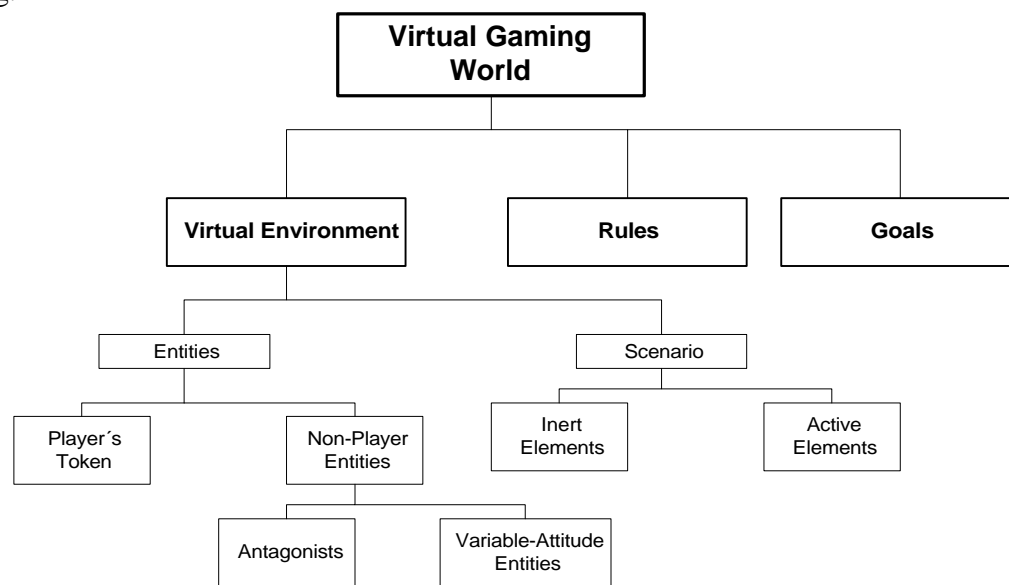 Virtual Gaming
World
Virtual Environment
Rules
Goals
Entities
Scenario
Player´s
Token
Non-Player
Entities
Inert
Elements
Active
Elements
Antagonists
Variable-Attitude
Entities